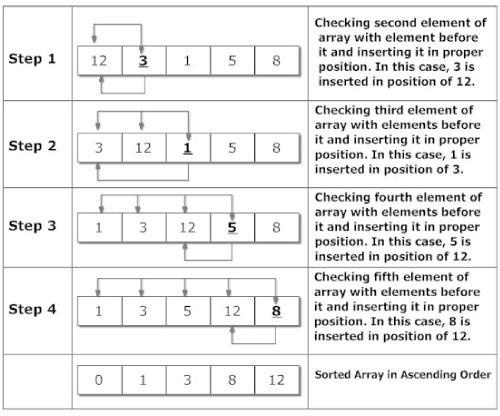 Step 1
12 3 1 5 8
Checking second element of
array with element before
it and inserting it in proper
position. In this case, 3 is
inserted in position of 12.
Step 2
3 12 1 5 8
Checking third element of
array with elements before
it and inserting it in proper
position. In this case, 1 is
inserted in position of 3.
Step 3
1 3 12 5 8
Checking fourth element of
array with elements before
it and inserting it in proper
position. In this case, 5 is
inserted in position of 12.
Step 4
1 3 5 12 8
Checking fifth element of
array with elements before
it and inserting it in proper
position. In this case, 8 is
inserted in position of 12.
0 1 3 8 12
Sorted Array in Ascending Order